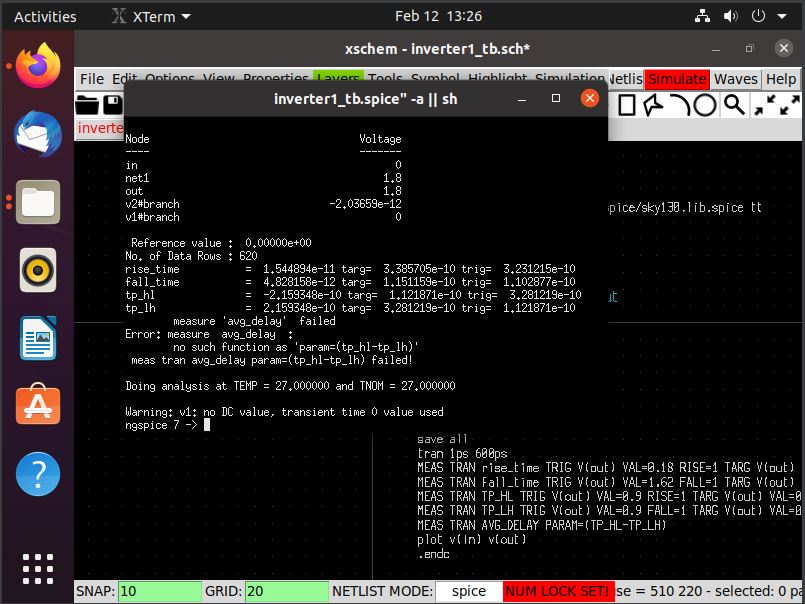 Activities XTerm Feb 12 13:26
xschem - inverter1_tb.sch*
File Edit Options View Properties Layers Tools Symbol Highlight Simulation Netlis Simulate Waves Help
inverter1_tb.spice" -a || sh
inverte
Node Voltage
---- -------
in 0
net1 1.8
out 1.8
v2#branch -2.03659e-12
v1#branch 0
pice/sky130.lib.spice tt
Reference value : 0.00000e+00
No. of Data Rows : 620
rise_time = 1.544894e-11 targ= 3.385705e-10 trig= 3.231215e-10
fall_time = 4.828158e-12 targ= 1.151159e-10 trig= 1.102877e-10
tp_hl = -2.159348e-10 targ= 1.121871e-10 trig= 3.281219e-10
tp_lh = 2.159348e-10 targ= 3.281219e-10 trig= 1.121871e-10
ut
measure 'avg_delay' failed
Error: measure avg_delay :
no such function as 'param=(tp_hl-tp_lh)'
meas tran avg_delay param=(tp_hl-tp_lh) failed!
Doing analysis at TEMP = 27.000000 and TNOM = 27.000000
Warning: v1: no DC value, transient time 0 value used
ngspice 7 ->
save all
tran 1ps 600ps
MEAS TRAN rise_time TRIG V(out) VAL=0.18 RISE=1 TARG V(out)
MEAS TRAN fall_time TRIG V(out) VAL=1.62 FALL=1 TARG V(out)
MEAS TRAN TP_HL TRIG V(out) VAL=0.9 RISE=1 TARG V(out) VAL=0
MEAS TRAN TP_LH TRIG V(out) VAL=0.9 FALL=1 TARG V(out) VAL=0
MEAS TRAN AVG_DELAY PARAM=(TP_HL-TP_LH)
plot v(in) v(out)
.endc
SNAP: 10 GRID: 20 NETLIST MODE: spice NUM LOCK SET! se = 510 220 - selected: 0 pa